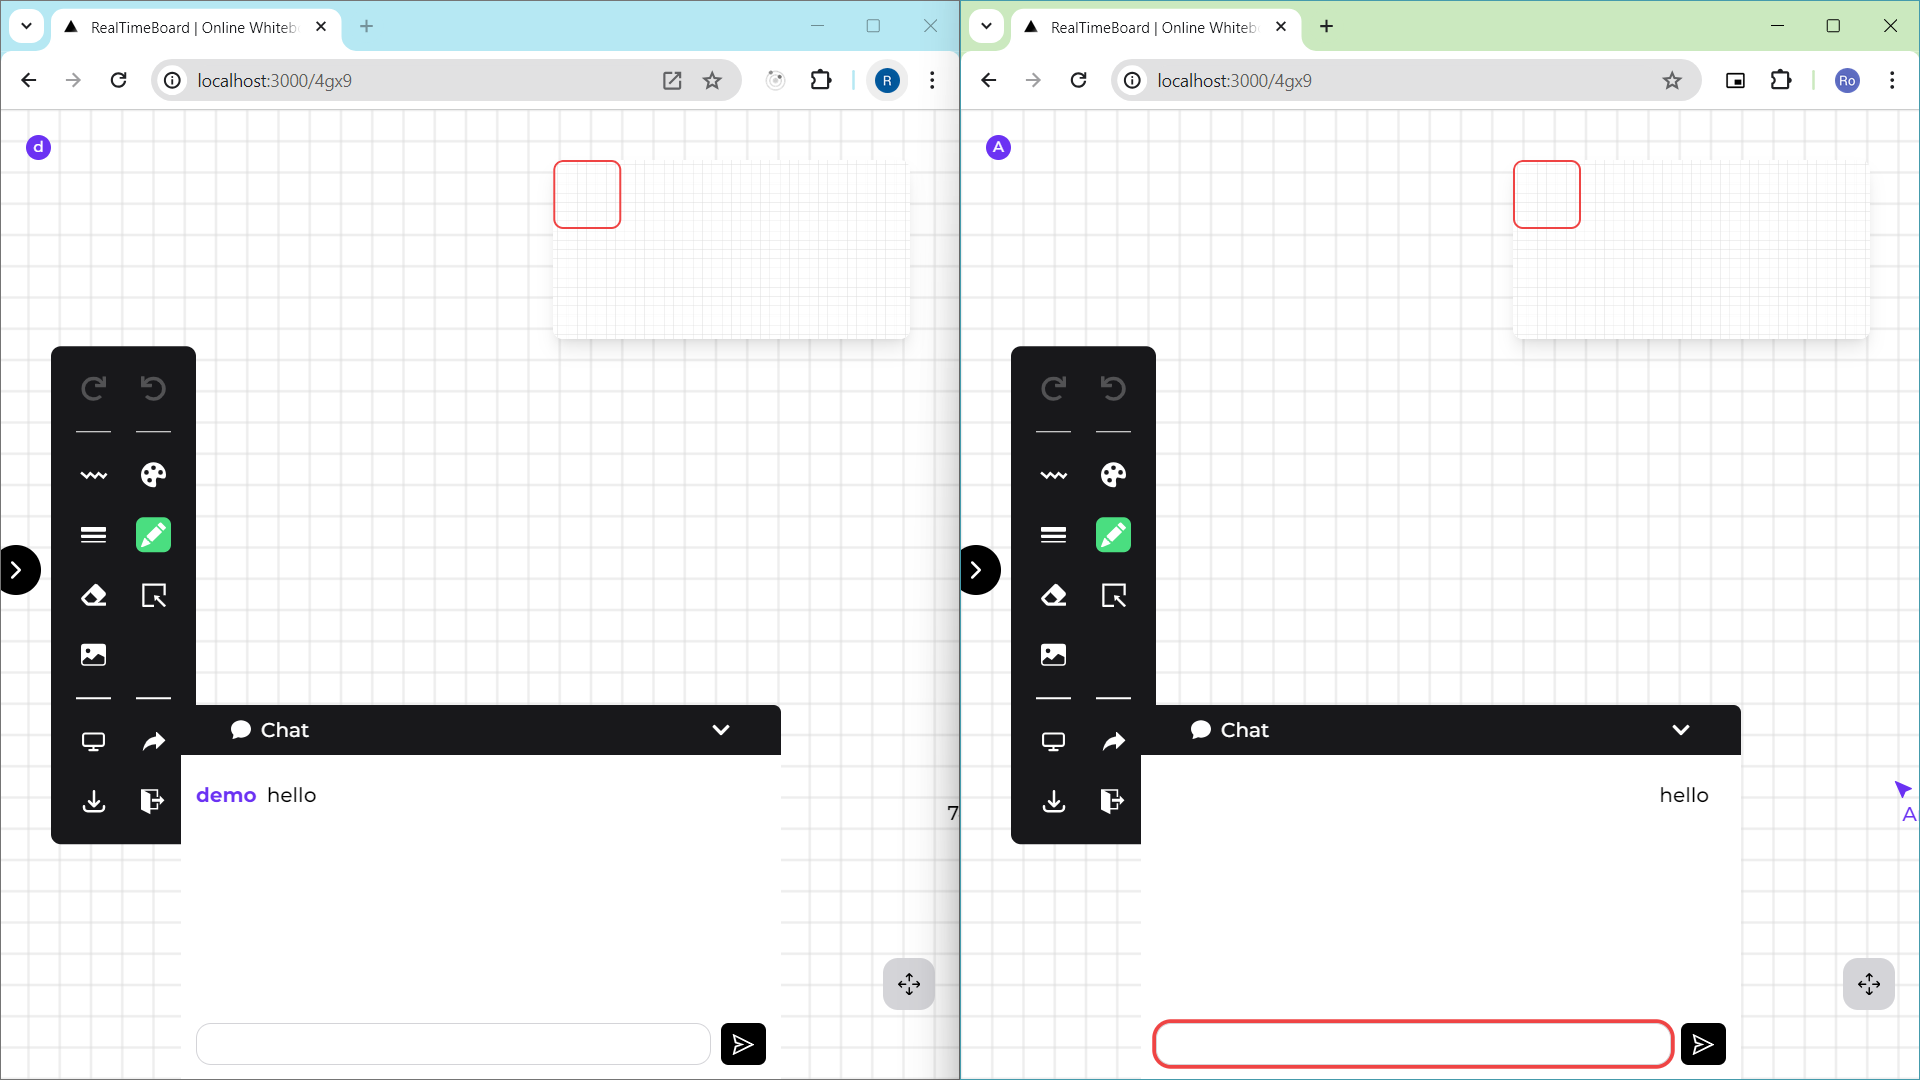 RealTimeBoard | Online Whiteb
localhost:3000/4gx9
R
d
Chat
demo hello
7
RealTimeBoard | Online Whiteb
localhost:3000/4gx9
Ro
A
Chat
hello
A